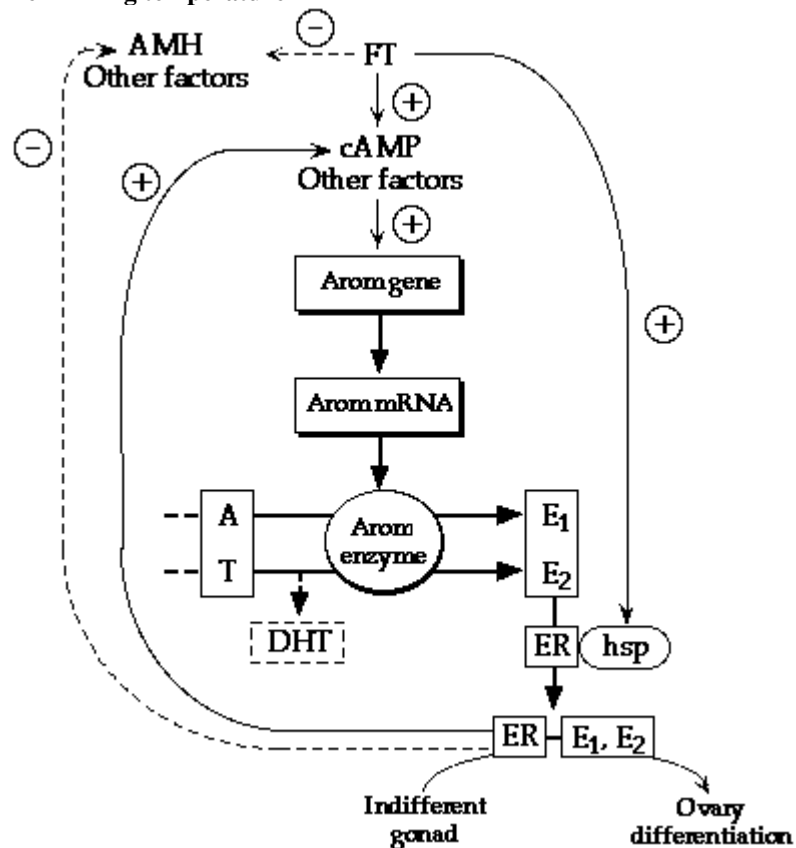 AMH
Other factors
−
FT
+
−
+
cAMP
Other factors
+
Arom gene
+
Arom mRNA
A
T
Arom
enzyme
E1
E2
DHT
ER
hsp
ER
E1, E2
Indifferent
gonad
Ovary
differentiation